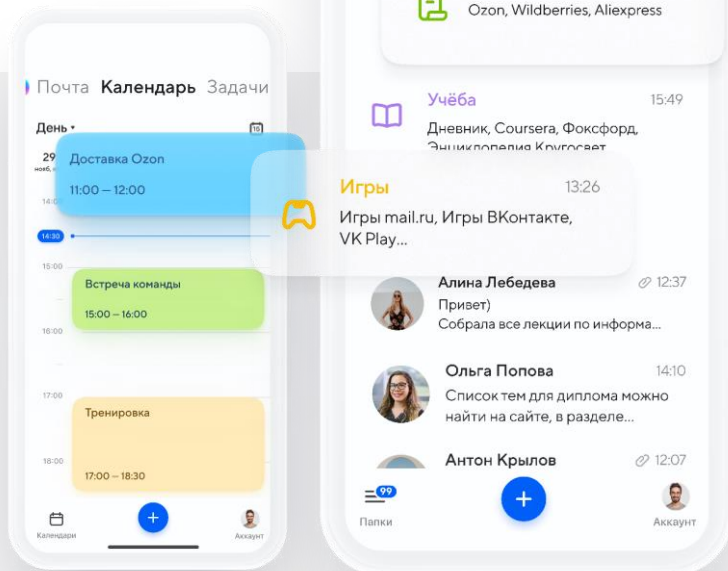 Почта Календарь Задачи
День
15
29
нояб,
Доставка Ozon
11:00 – 12:00
14:30
15:00
Встреча команды
15:00 – 16:00
16:00
17:00
Тренировка
17:00 – 18:30
18:00
Календари
Аккаунт
Ozon, Wildberries, Aliexpress
Учёба 15:49
Дневник, Coursera, Фоксфорд,
Энциклопедия Кругосвет
Игры 13:26
Игры mail.ru, Игры ВКонтакте,
VK Play...
Алина Лебедева 12:37
Привет)
Собрала все лекции по информа...
Ольга Попова 14:10
Список тем для диплома можно
найти на сайте, в разделе...
Антон Крылов 12:07
99
Папки
Аккаунт